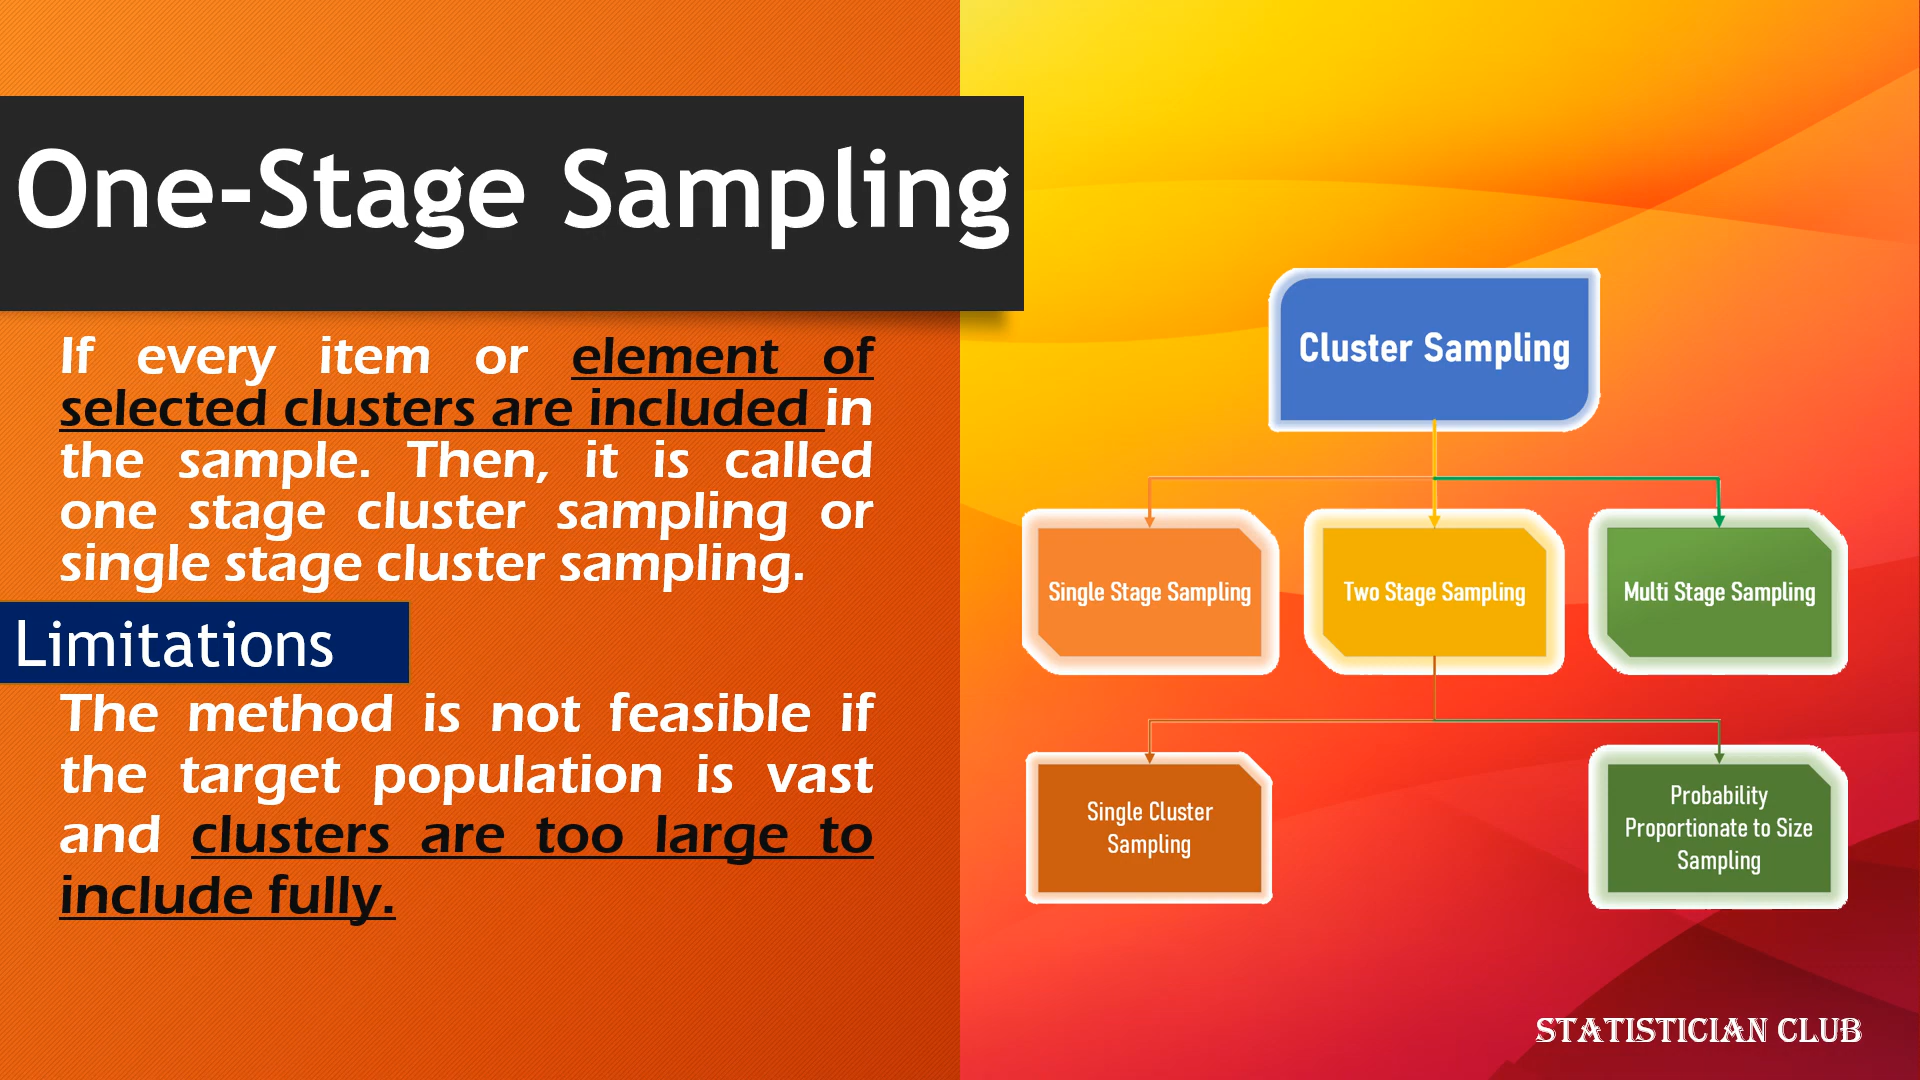 One-Stage Sampling
If every item or element of
selected clusters are included in
the sample. Then, it is called
one stage cluster sampling or
single stage cluster sampling.
Limitations
The method is not feasible if
the target population is vast
and clusters are too large to
include fully.
Cluster Sampling
Single Stage Sampling
Two Stage Sampling
Multi Stage Sampling
Single Cluster
Sampling
Probability
Proportionate to Size
Sampling
STATISTICIAN CLUB